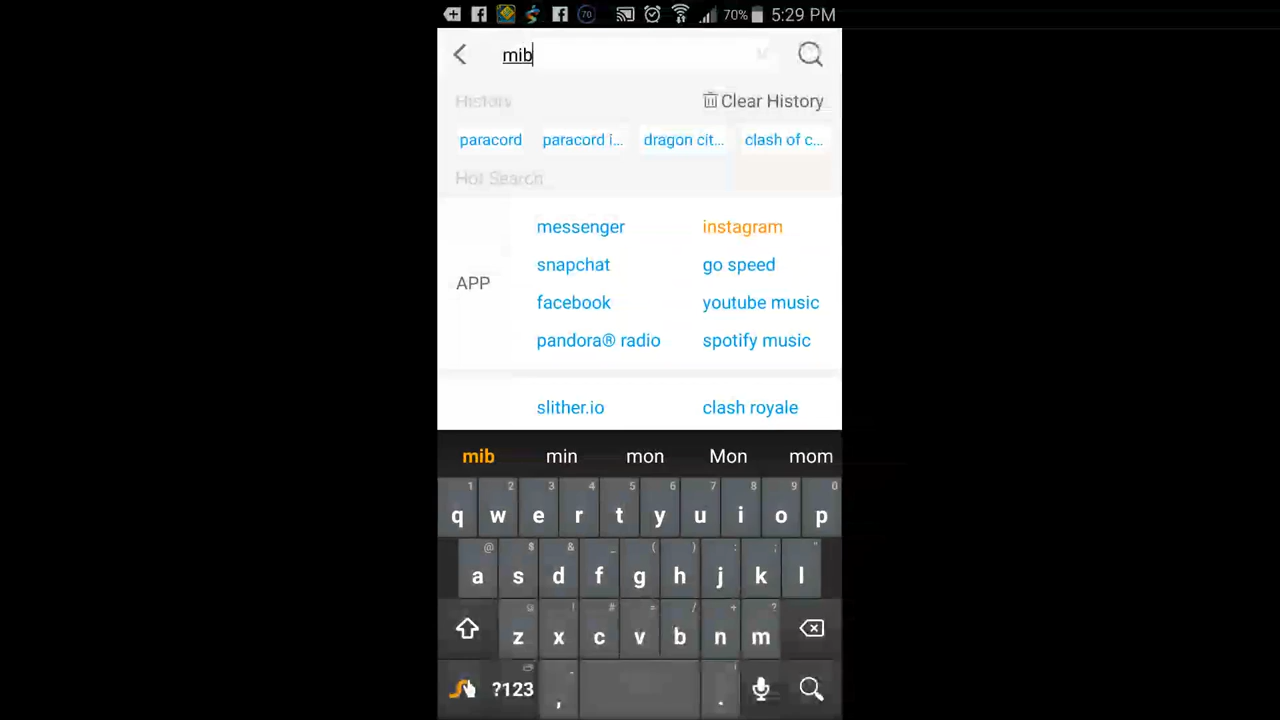 70 70% 5:29 PM
mib
History Clear History
paracord paracord i... dragon cit... clash of c...
Hot Search
messenger instagram
snapchat go speed
APP
facebook youtube music
pandora® radio spotify music
slither.io clash royale
mib min mon Mon mom
1 2 3 4 5 6 7 8 9 0
q w e r t y u i o p
@ $ & _ ( ) : ; "
a s d f g h j k l
! # = / + ?
z x c v b n m
?123 , .